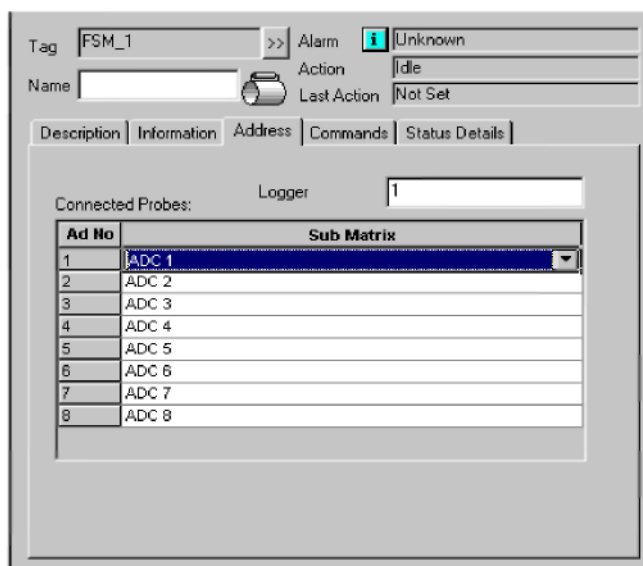 Tag FSM_1 >> Alarm i Unknown
Action Idle
Name Last Action Not Set
Description Information Address Commands Status Details
Logger 1
Connected Probes:
Ad No Sub Matrix
1 ADC 1
2 ADC 2
3 ADC 3
4 ADC 4
5 ADC 5
6 ADC 6
7 ADC 7
8 ADC 8